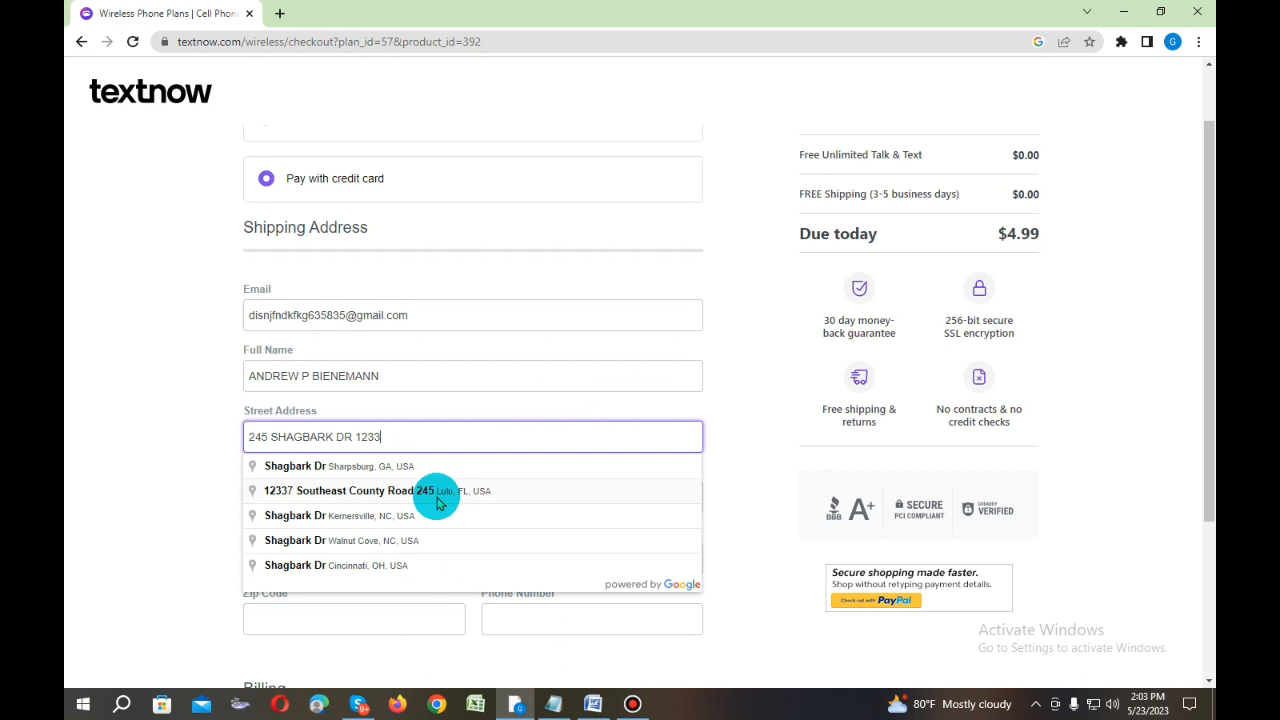 Wireless Phone Plans | Cell Phon
textnow.com/wireless/checkout?plan_id=57&product_id=392
textnow
Pay with credit card
Shipping Address
Email
disnjfndkfkg635835@gmail.com
Full Name
ANDREW P BIENEMANN
Street Address
245 SHAGBARK DR 1233
Shagbark Dr Sharpsburg, GA, USA
12337 Southeast County Road 245 Lulu, FL, USA
Shagbark Dr Kernersville, NC, USA
Shagbark Dr Walnut Cove, NC, USA
Shagbark Dr Cincinnati, OH, USA
powered by Google
Zip Code
Phone Number
Billing
Free Unlimited Talk & Text $0.00
FREE Shipping (3-5 business days) $0.00
Due today $4.99
30 day money-
back guarantee
256-bit secure
SSL encryption
Free shipping &
returns
No contracts & no
credit checks
BBB A+
SECURE
PCI COMPLIANT
GODADDY
VERIFIED
Secure shopping made faster.
Shop without retyping payment details.
Check out with PayPal
Activate Windows
Go to Settings to activate Windows.
80°F Mostly cloudy
2:03 PM
5/23/2023